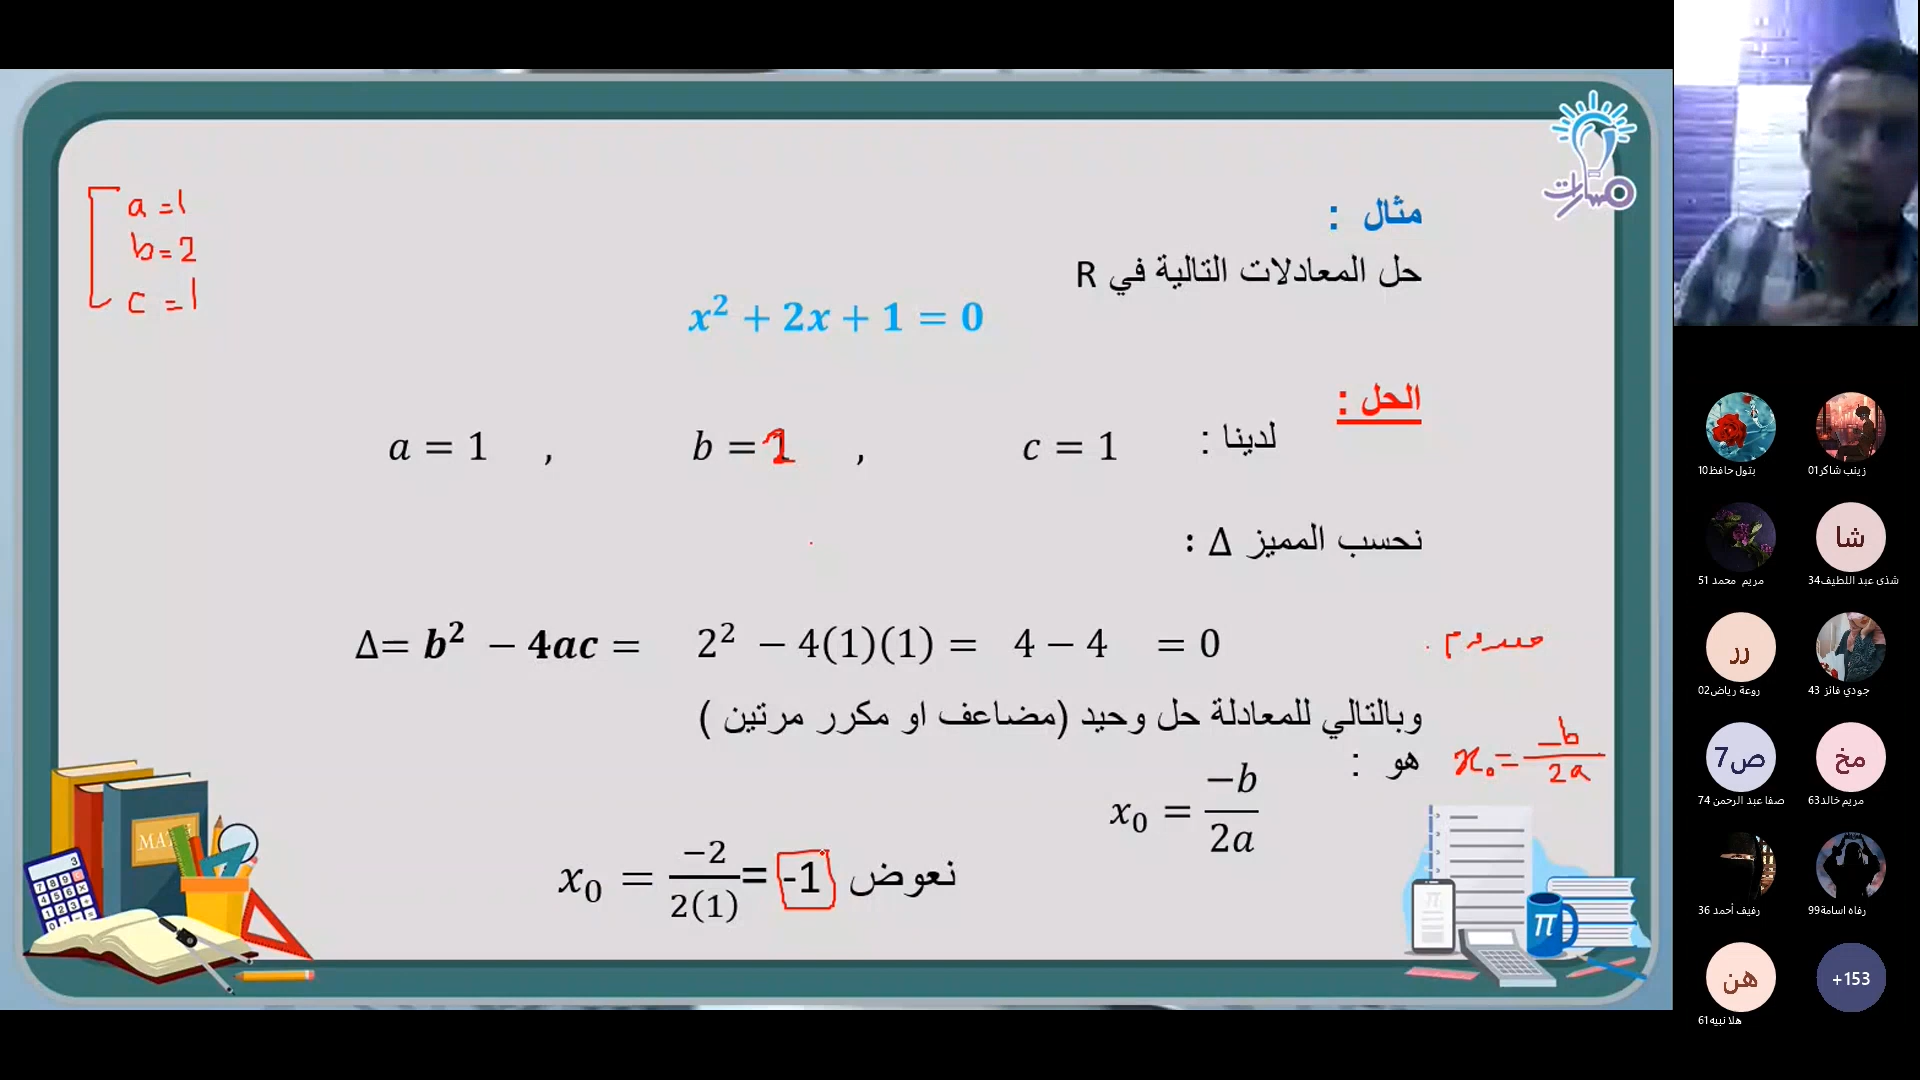 مسارات
مثال :
حل المعادلات التالية في R
x² + 2x + 1 = 0
a = 1
b = 2
c = 1
الحل :
لدينا :
a = 1 , b = 2 , c = 1
نحسب المميز Δ :
Δ= b² − 4ac = 2² − 4(1)(1) = 4 − 4 = 0
وبالتالي للمعادلة حل وحيد (مضاعف او مكرر مرتين )
هو :
x₀ = −b/2a
x₀ = −b/2a
نعوض x₀ = −2/2(1) = -1
MATH
π
زينب شاكر01
بتول حافظ10
شا
شذى عبد اللطيف34
مريم محمد 51
جودي فائز 43
رر
روعة رياض02
مخ
مريم خالد63
ص7
صفا عبد الرحمن 74
رفاه اسامة99
رفيف أحمد 36
+153
هن
هلا نبيه61